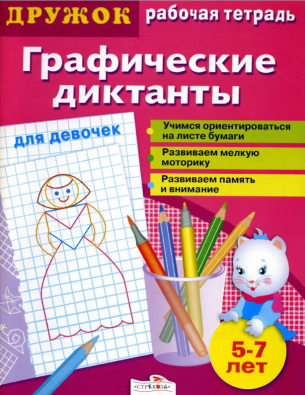 ДРУЖОК рабочая тетрадь
Графические
диктанты
для девочек
Учимся ориентироваться
на листе бумаги
Развиваем мелкую
моторику
Развиваем память
и внимание
5-7
лет
СТРЕКОЗА